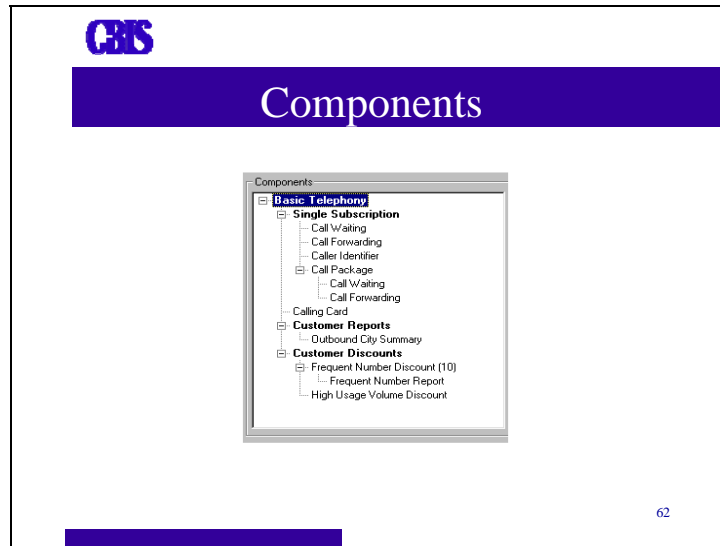 CBIS
Components
Components
Basic Telephony
Single Subscription
Call Waiting
Call Forwarding
Caller Identifier
Call Package
Call Waiting
Call Forwarding
Calling Card
Customer Reports
Outbound City Summary
Customer Discounts
Frequent Number Discount (10)
Frequent Number Report
High Usage Volume Discount
62